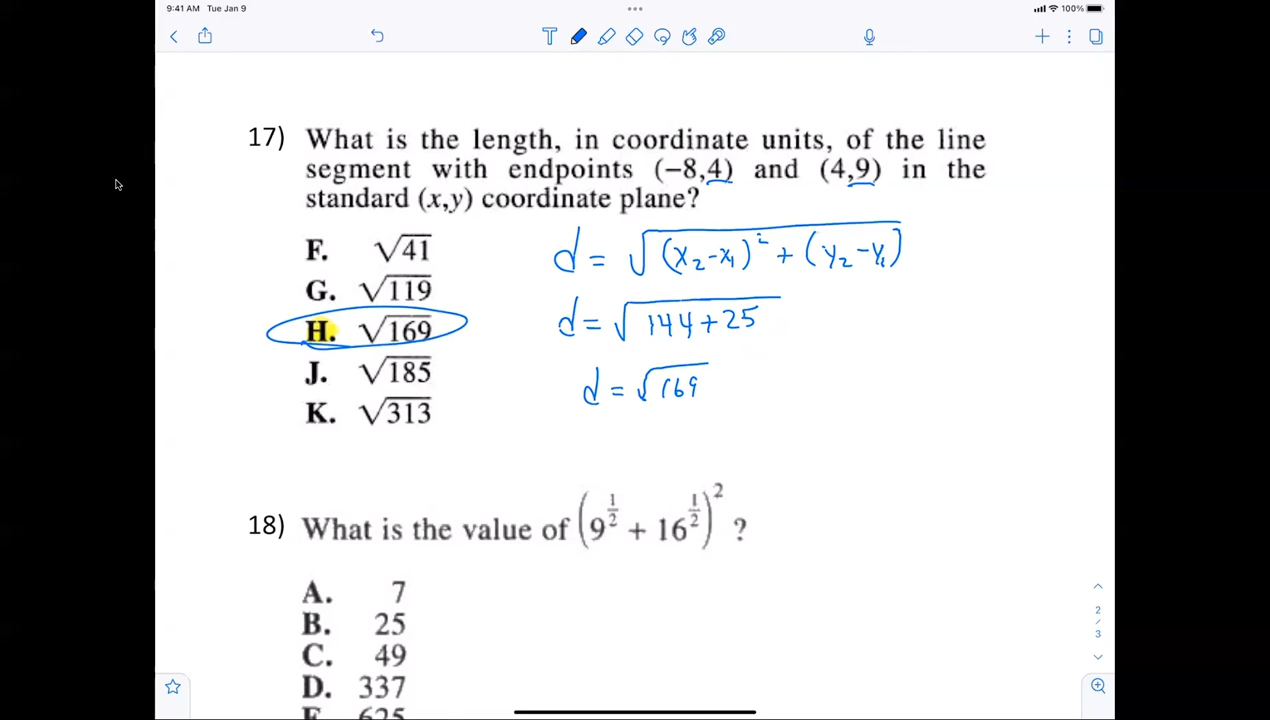 9:41 AM Tue Jan 9
100%
17) What is the length, in coordinate units, of the line
segment with endpoints (−8,4) and (4,9) in the
standard (x,y) coordinate plane?
F. √41
G. √119
H. √169
J. √185
K. √313
d = √(x₂-x₁)² + (y₂-y₁)
d = √144+25
d = √169
18) What is the value of (9^½ + 16^½)² ?
A. 7
B. 25
C. 49
D. 337
E. 625
2
/
3